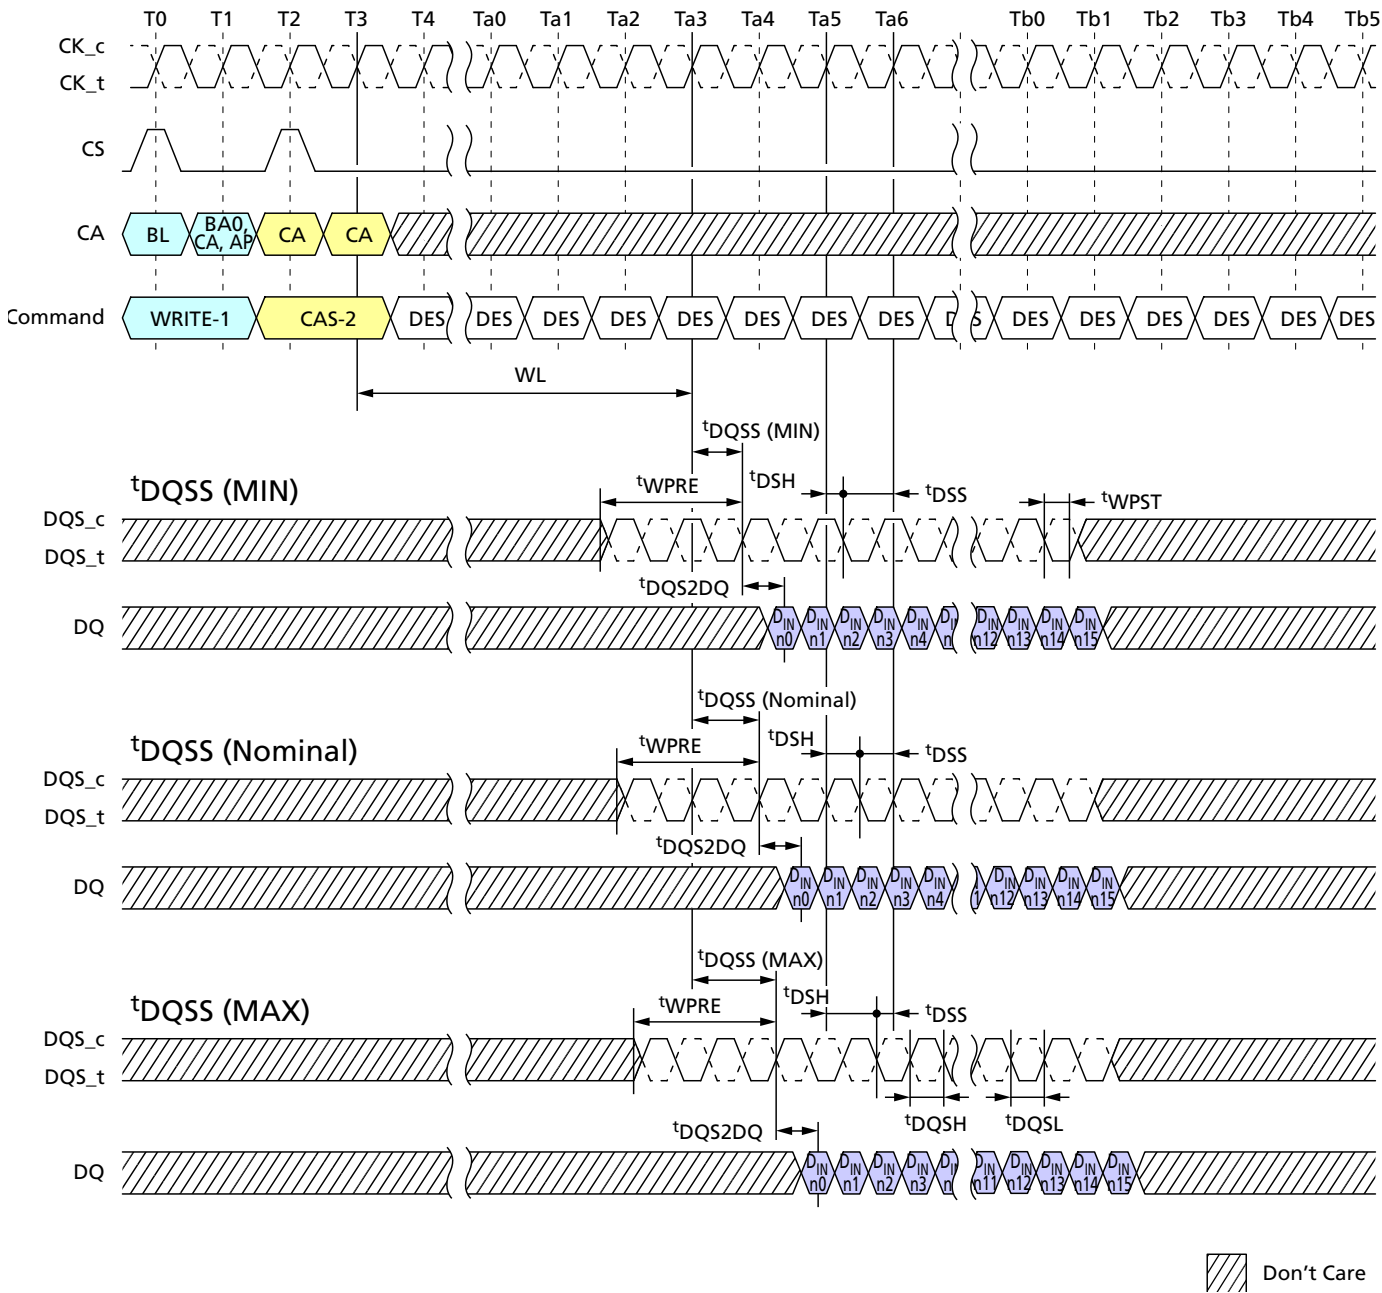 T0 T1 T2 T3 T4 Ta0 Ta1 Ta2 Ta3 Ta4 Ta5 Ta6 Tb0 Tb1 Tb2 Tb3 Tb4 Tb5
CK_c
CK_t
CS
CA BL BA0, CA, AP CA CA
Command WRITE-1 CAS-2 DES DES DES DES DES DES DES DES DES DES DES DES DES DES
WL
tDQSS (MIN)
tDQSS (MIN) tWPRE tDSH tDSS tWPST
DQS_c
DQS_t
tDQS2DQ
DQ DIN n0 DIN n1 DIN n2 DIN n3 DIN n4 DIN n12 DIN n13 DIN n14 DIN n15
tDQSS (Nominal)
tDQSS (Nominal) tWPRE tDSH tDSS
DQS_c
DQS_t
tDQS2DQ
DQ DIN n0 DIN n1 DIN n2 DIN n3 DIN n4 DIN n12 DIN n13 DIN n14 DIN n15
tDQSS (MAX)
tDQSS (MAX) tWPRE tDSH tDSS
DQS_c
DQS_t
tDQSH tDQSL
tDQS2DQ
DQ DIN n0 DIN n1 DIN n2 DIN n3 DIN n11 DIN n12 DIN n13 DIN n14 DIN n15
Don't Care